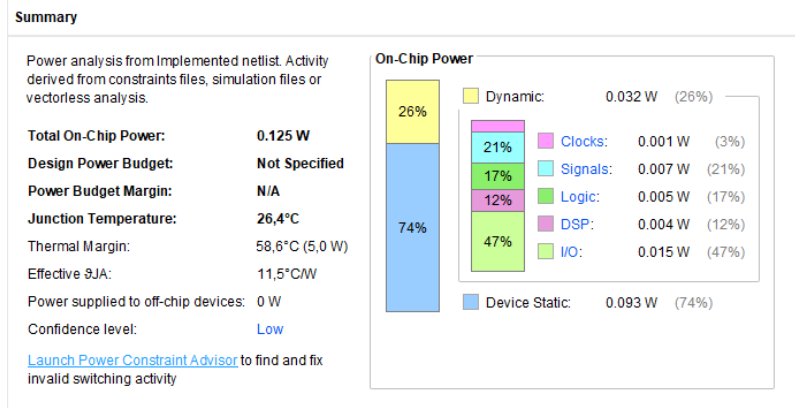 Summary
Power analysis from Implemented netlist. Activity
derived from constraints files, simulation files or
vectorless analysis.
Total On-Chip Power: 0.125 W
Design Power Budget: Not Specified
Power Budget Margin: N/A
Junction Temperature: 26,4°C
Thermal Margin: 58,6°C (5,0 W)
Effective ϑJA: 11,5°C/W
Power supplied to off-chip devices: 0 W
Confidence level: Low
Launch Power Constraint Advisor to find and fix
invalid switching activity
On-Chip Power
26%
74%
Dynamic: 0.032 W (26%)
21%
17%
12%
47%
Clocks: 0.001 W (3%)
Signals: 0.007 W (21%)
Logic: 0.005 W (17%)
DSP: 0.004 W (12%)
I/O: 0.015 W (47%)
Device Static: 0.093 W (74%)